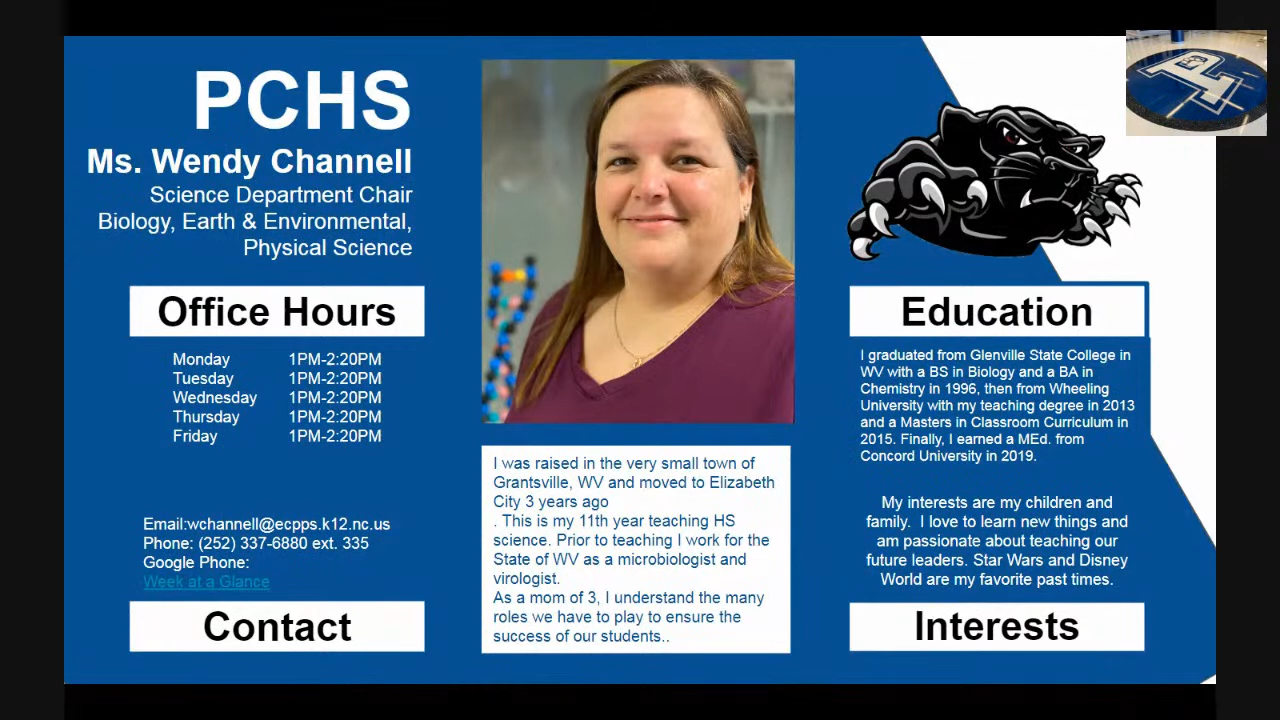 PCHS
Ms. Wendy Channell
Science Department Chair
Biology, Earth & Environmental,
Physical Science
Office Hours
Monday 1PM-2:20PM
Tuesday 1PM-2:20PM
Wednesday 1PM-2:20PM
Thursday 1PM-2:20PM
Friday 1PM-2:20PM
Email:wchannell@ecpps.k12.nc.us
Phone: (252) 337-6880 ext. 335
Google Phone:
Week at a Glance
Contact
I was raised in the very small town of
Grantsville, WV and moved to Elizabeth
City 3 years ago
. This is my 11th year teaching HS
science. Prior to teaching I work for the
State of WV as a microbiologist and
virologist.
As a mom of 3, I understand the many
roles we have to play to ensure the
success of our students..
Education
I graduated from Glenville State College in
WV with a BS in Biology and a BA in
Chemistry in 1996, then from Wheeling
University with my teaching degree in 2013
and a Masters in Classroom Curriculum in
2015. Finally, I earned a MEd. from
Concord University in 2019.
My interests are my children and
family. I love to learn new things and
am passionate about teaching our
future leaders. Star Wars and Disney
World are my favorite past times.
Interests